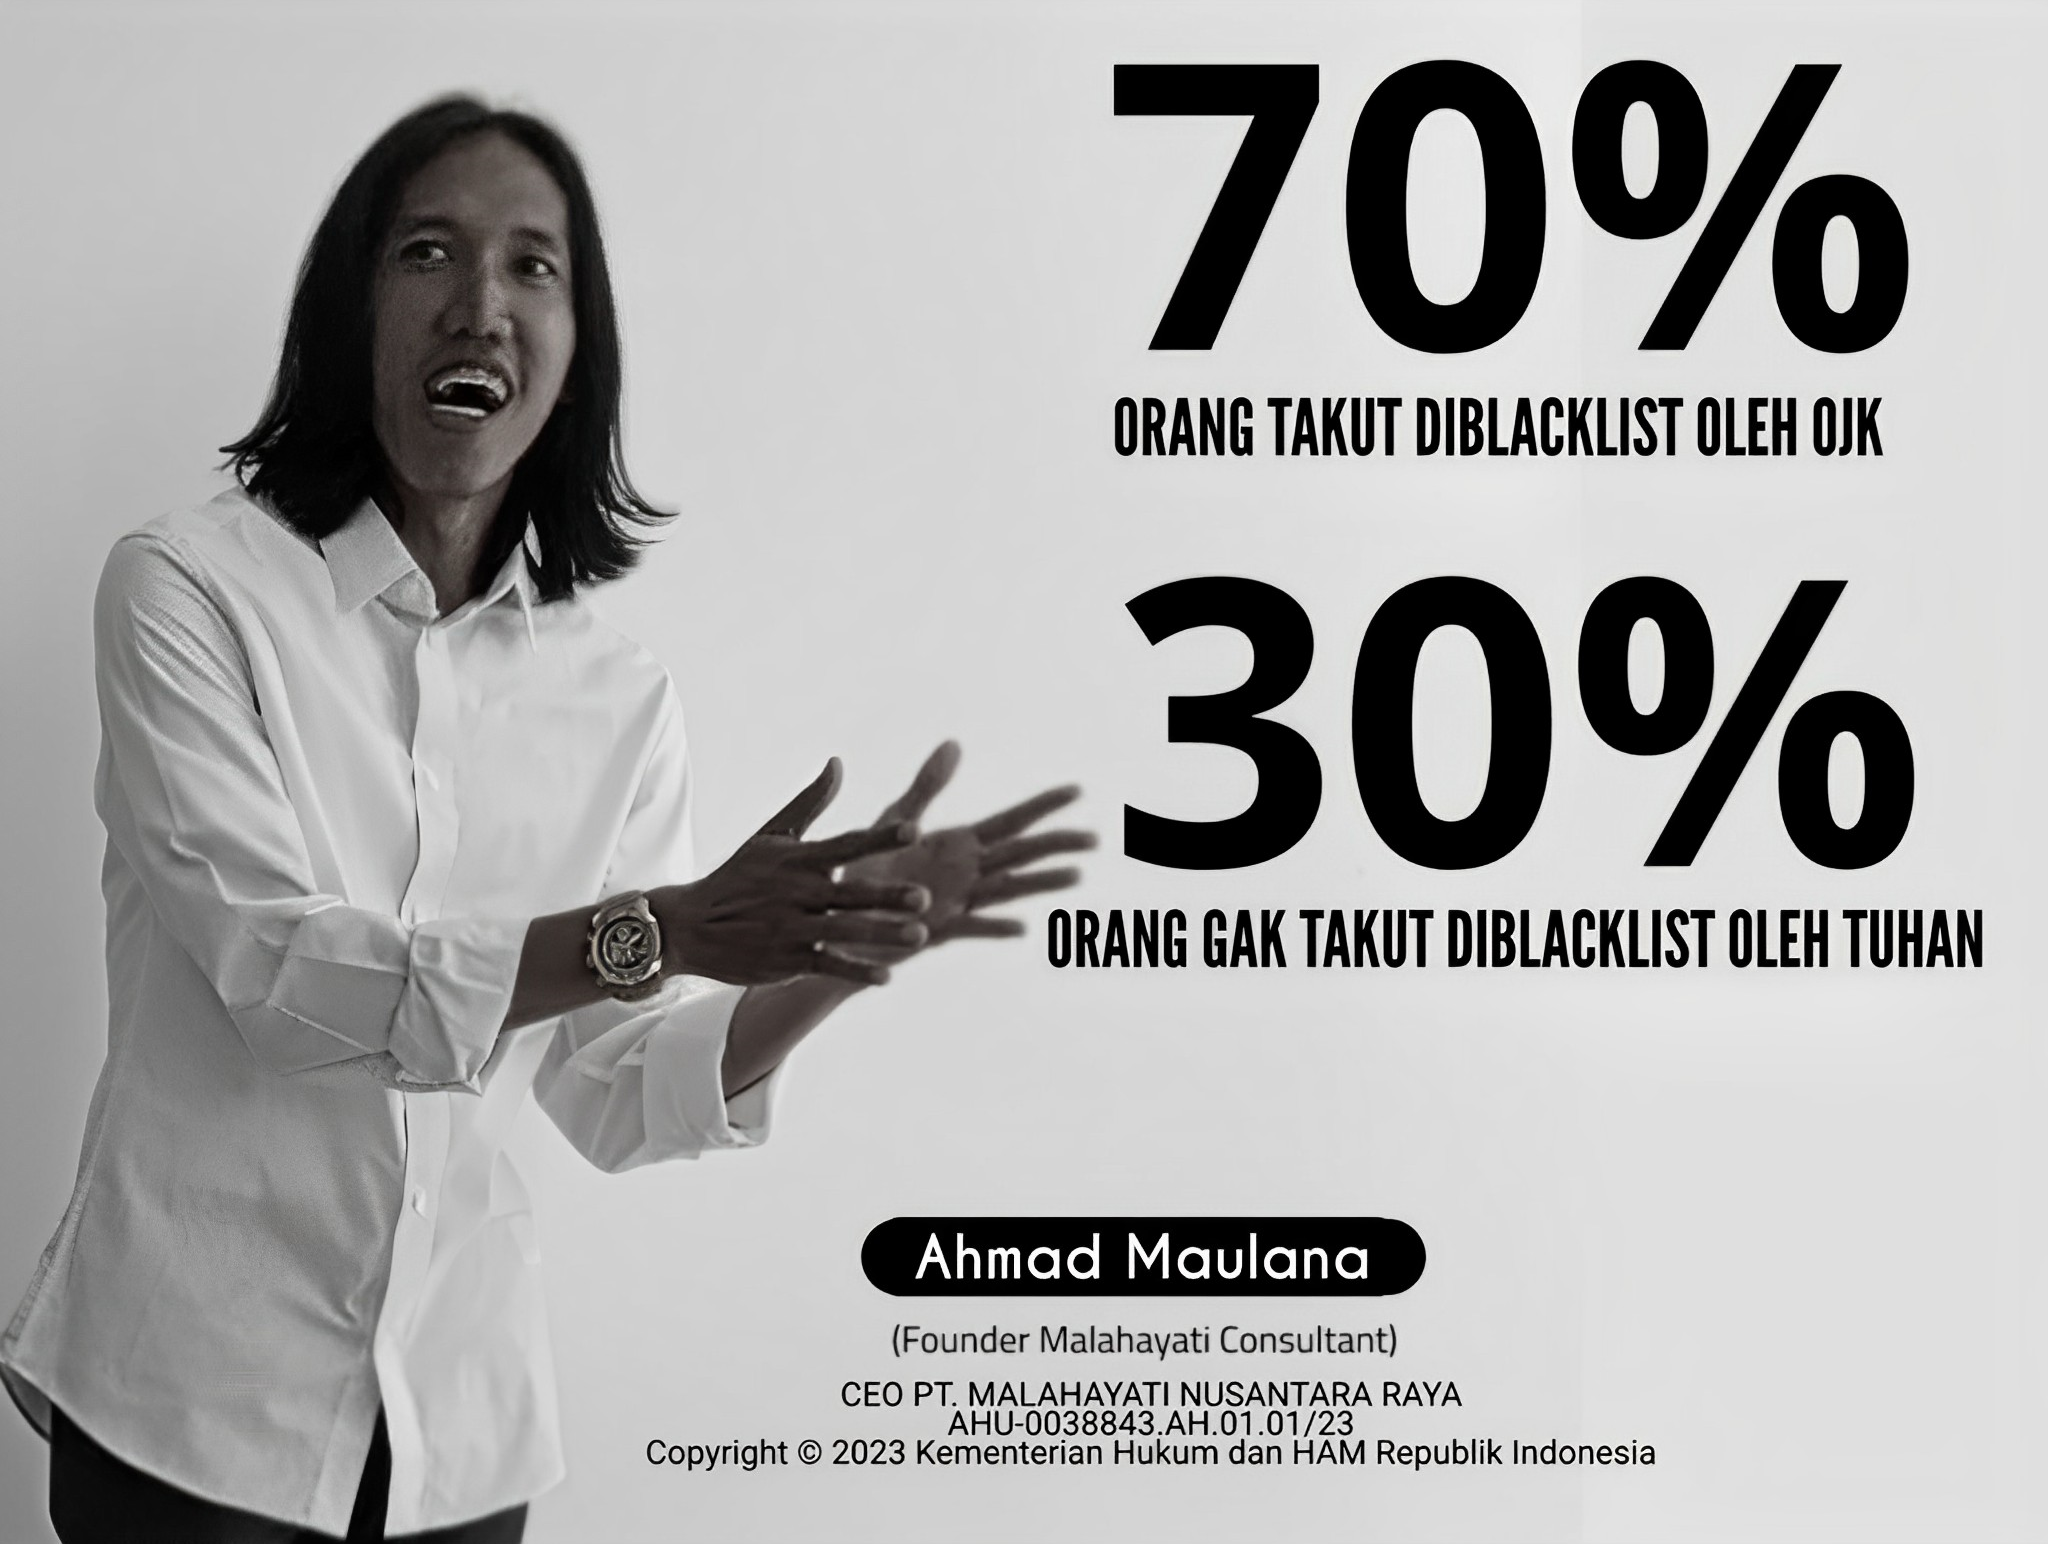 70%
ORANG TAKUT DIBLACKLIST OLEH OJK
30%
ORANG GAK TAKUT DIBLACKLIST OLEH TUHAN
Ahmad Maulana
(Founder Malahayati Consultant)
CEO PT. MALAHAYATI NUSANTARA RAYA
AHU-0038843.AH.01.01/23
Copyright © 2023 Kementerian Hukum dan HAM Republik Indonesia